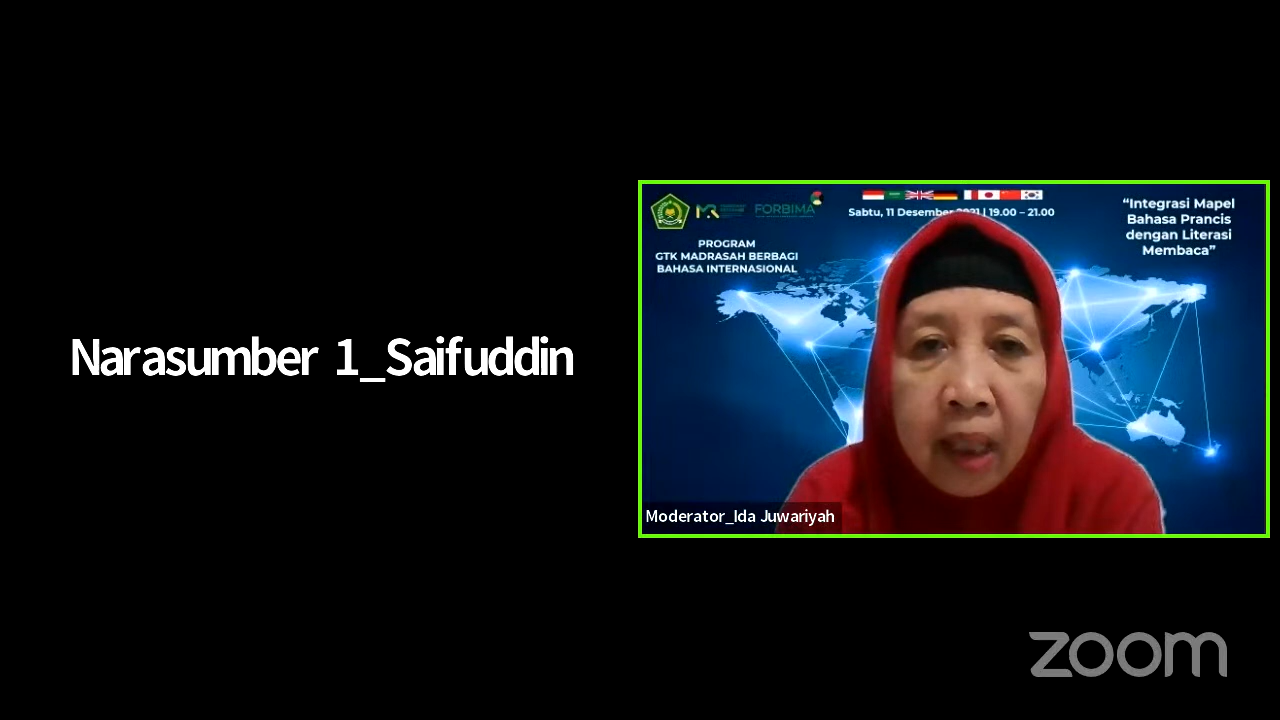 Narasumber 1_Saifuddin
FORBIMA
Sabtu, 11 Desember 2021 | 19.00 – 21.00
“Integrasi Mapel
Bahasa Prancis
dengan Literasi
Membaca”
PROGRAM
GTK MADRASAH BERBAGI
BAHASA INTERNASIONAL
Moderator_Ida Juwariyah
zoom